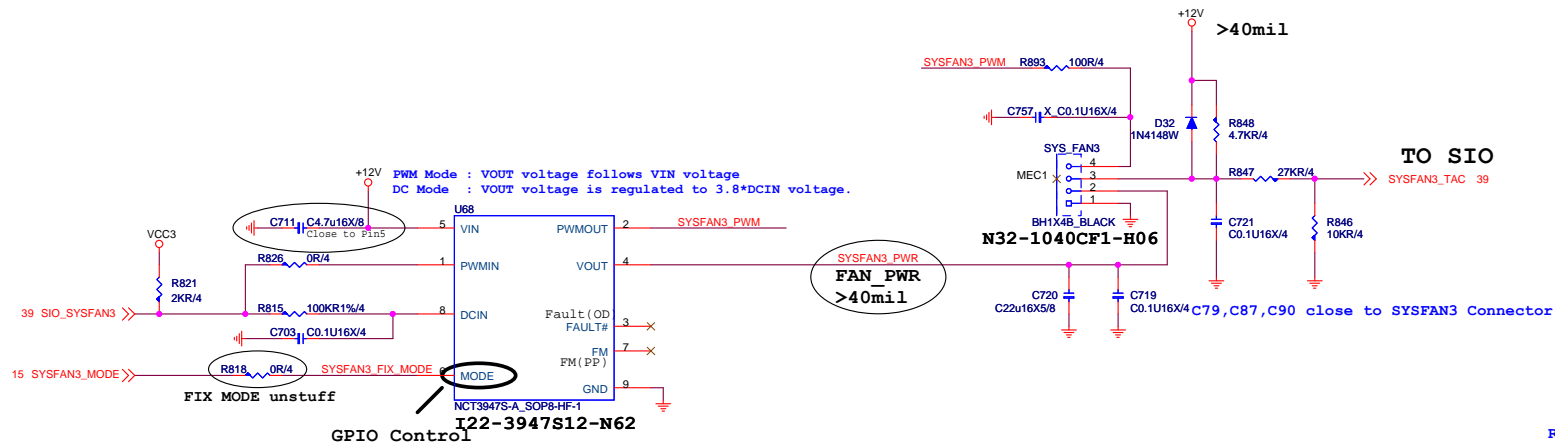 +12V
>40mil
SYSFAN3_PWM
R893
100R/4
C757
X_C0.1U16X/4
D32
1N4148W
R848
4.7KR/4
SYS_FAN3
MEC1
4
3
2
1
BH1X4B_BLACK
N32-1040CF1-H06
R847
27KR/4
TO SIO
SYSFAN3_TAC 39
C721
C0.1U16X/4
R846
10KR/4
+12V
PWM Mode : VOUT voltage follows VIN voltage
DC Mode : VOUT voltage is regulated to 3.8*DCIN voltage.
C711
C4.7u16X/8
Close to Pin5
VCC3
R826
0R/4
R821
2KR/4
39 SIO_SYSFAN3
R815
100KR1%/4
C703
C0.1U16X/4
15 SYSFAN3_MODE
R818
0R/4
SYSFAN3_FIX_MODE
FIX MODE unstuff
U68
5
VIN
PWMOUT
2
SYSFAN3_PWM
1
PWMIN
VOUT
4
SYSFAN3_PWR
FAN_PWR
>40mil
8
DCIN
Fault(OD
FAULT#
3
FM
7
FM(PP)
6
MODE
GND
9
NCT3947S-A_SOP8-HF-1
I22-3947S12-N62
GPIO Control
C720
C22u16X5/8
C719
C0.1U16X/4
C79,C87,C90 close to SYSFAN3 Connector